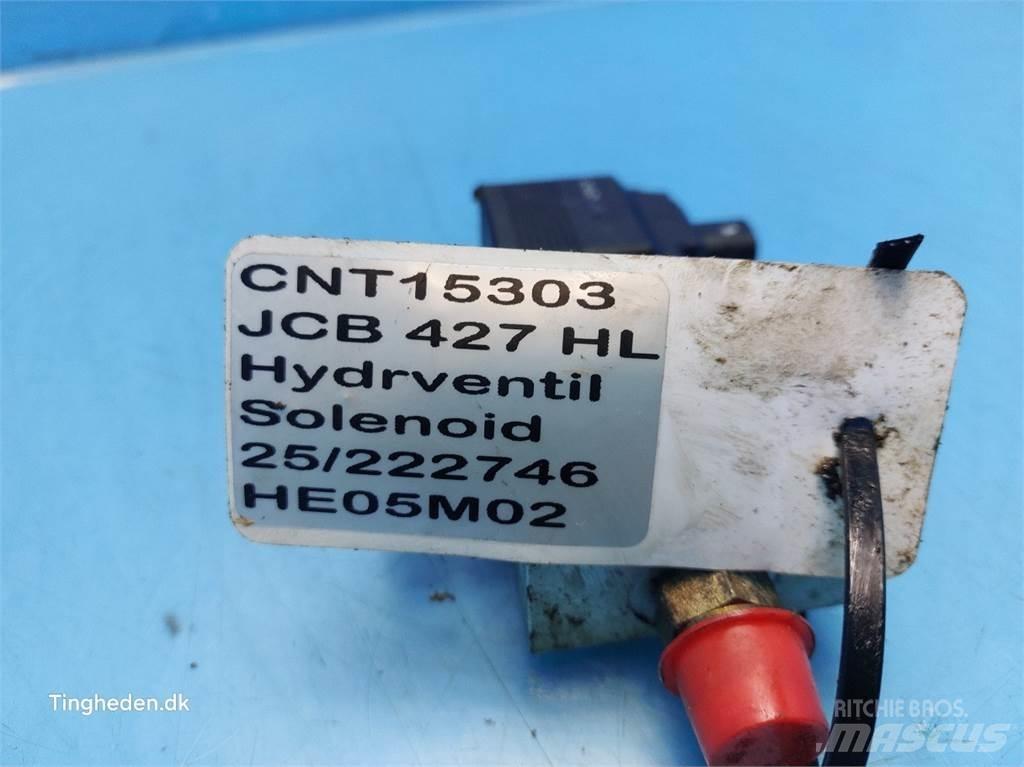 CNT15303
JCB 427 HL
Hydrventil
Solenoid
25/222746
HE05M02
Tingheden.dk
RITCHIE BROS.
MASCUS